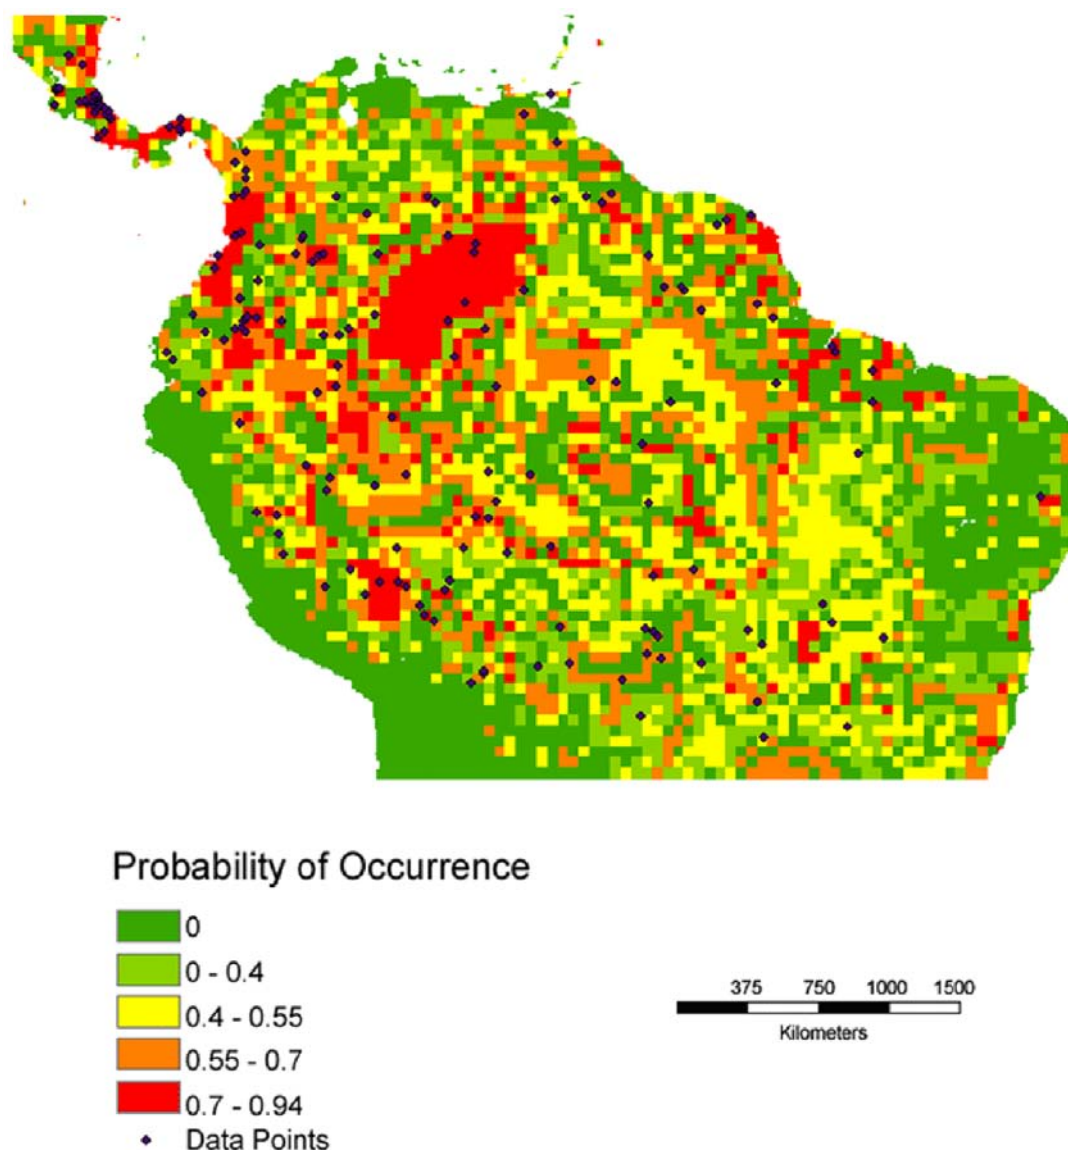 Probability of Occurrence
0
0 - 0.4
0.4 - 0.55
0.55 - 0.7
0.7 - 0.94
Data Points
375 750 1000 1500
Kilometers